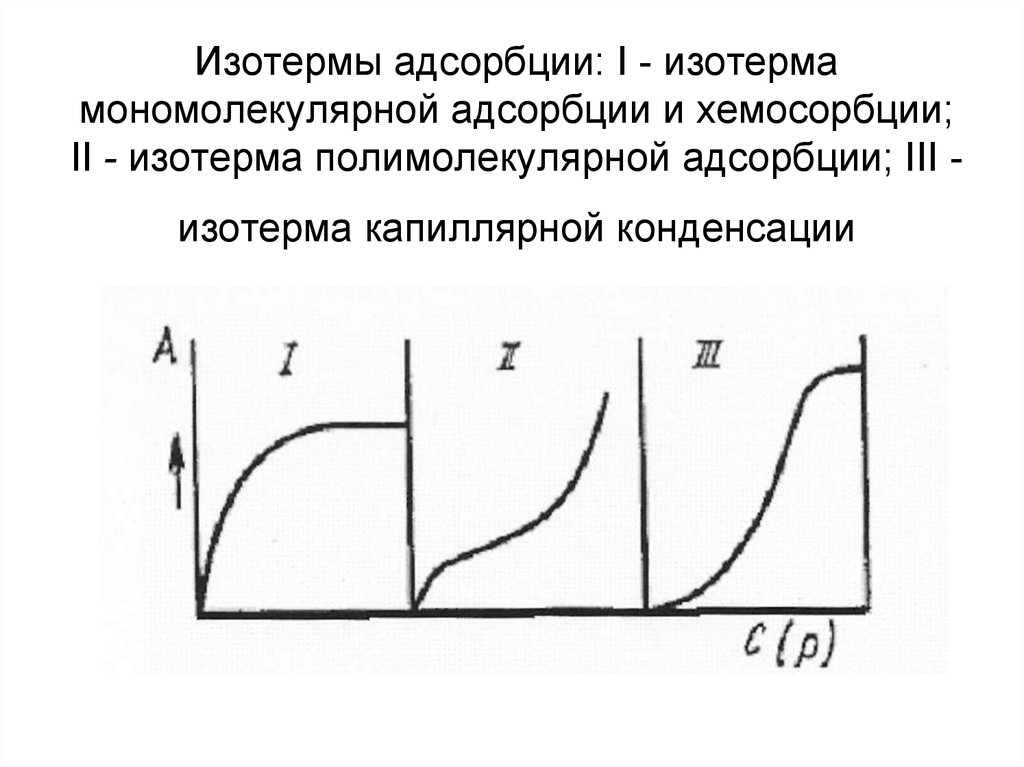 Изотермы адсорбции: I - изотерма
мономолекулярной адсорбции и хемосорбции;
II - изотерма полимолекулярной адсорбции; III -
изотерма капиллярной конденсации
A I II III
C (p)